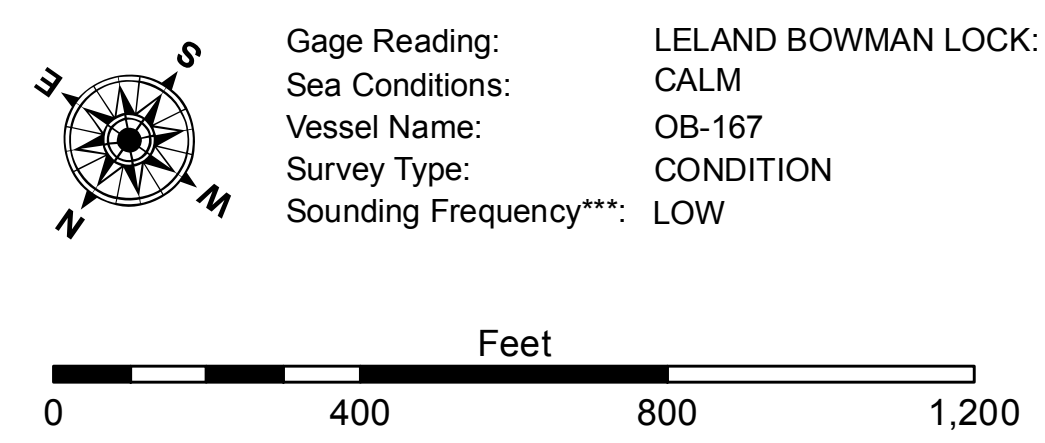 S
E
W
N
Gage Reading: LELAND BOWMAN LOCK:
Sea Conditions: CALM
Vessel Name: OB-167
Survey Type: CONDITION
Sounding Frequency***: LOW
Feet
0 400 800 1,200